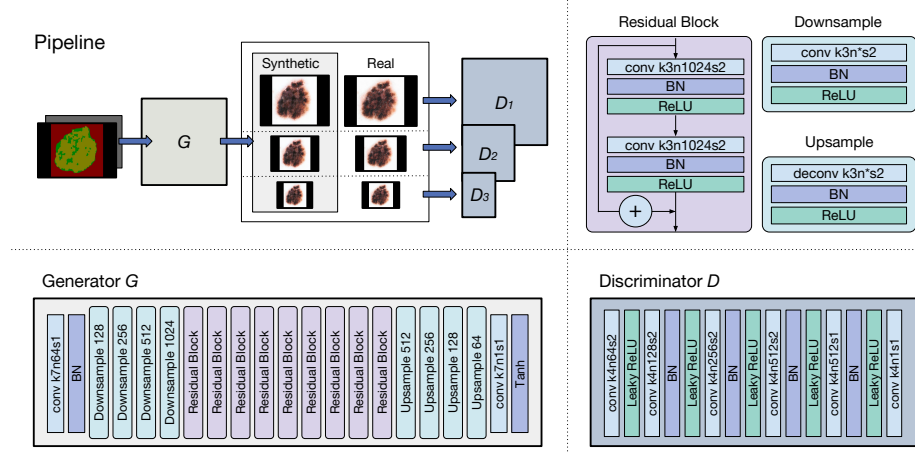 Pipeline
Synthetic
Real
G
D1
D2
D3
Residual Block
conv k3n1024s2
BN
ReLU
conv k3n1024s2
BN
ReLU
+
Downsample
conv k3n*s2
BN
ReLU
Upsample
deconv k3n*s2
BN
ReLU
Generator G
conv k7n64s1
BN
Downsample 128
Downsample 256
Downsample 512
Downsample 1024
Residual Block
Residual Block
Residual Block
Residual Block
Residual Block
Residual Block
Residual Block
Residual Block
Residual Block
Upsample 512
Upsample 256
Upsample 128
Upsample 64
conv k7n1s1
Tanh
Discriminator D
conv k4n64s2
Leaky ReLU
conv k4n128s2
BN
Leaky ReLU
conv k4n256s2
BN
Leaky ReLU
conv k4n512s2
BN
Leaky ReLU
conv k4n512s1
BN
Leaky ReLU
conv k4n1s1